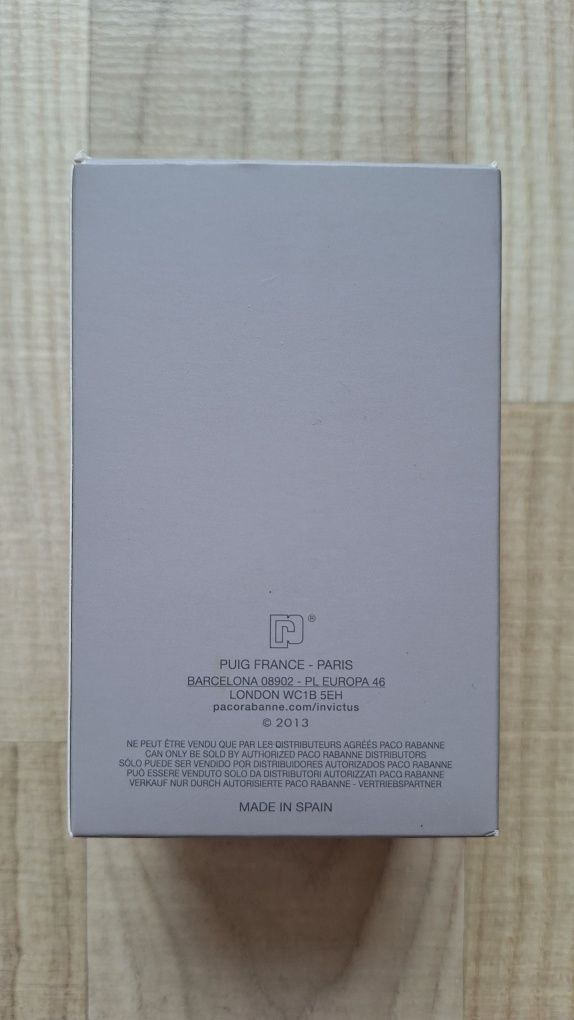 ®
PUIG FRANCE - PARIS
BARCELONA 08902 - PL EUROPA 46
LONDON WC1B 5EH
pacorabanne.com/invictus
© 2013
NE PEUT ÊTRE VENDU QUE PAR LES DISTRIBUTEURS AGRÉÉS PACO RABANNE
CAN ONLY BE SOLD BY AUTHORIZED PACO RABANNE DISTRIBUTORS
SÓLO PUEDE SER VENDIDO POR DISTRIBUIDORES AUTORIZADOS PACO RABANNE
PUÒ ESSERE VENDUTO SOLO DA DISTRIBUTORI AUTORIZZATI PACO RABANNE
VERKAUF NUR DURCH AUTORISIERTE PACO RABANNE - VERTRIEBSPARTNER
MADE IN SPAIN